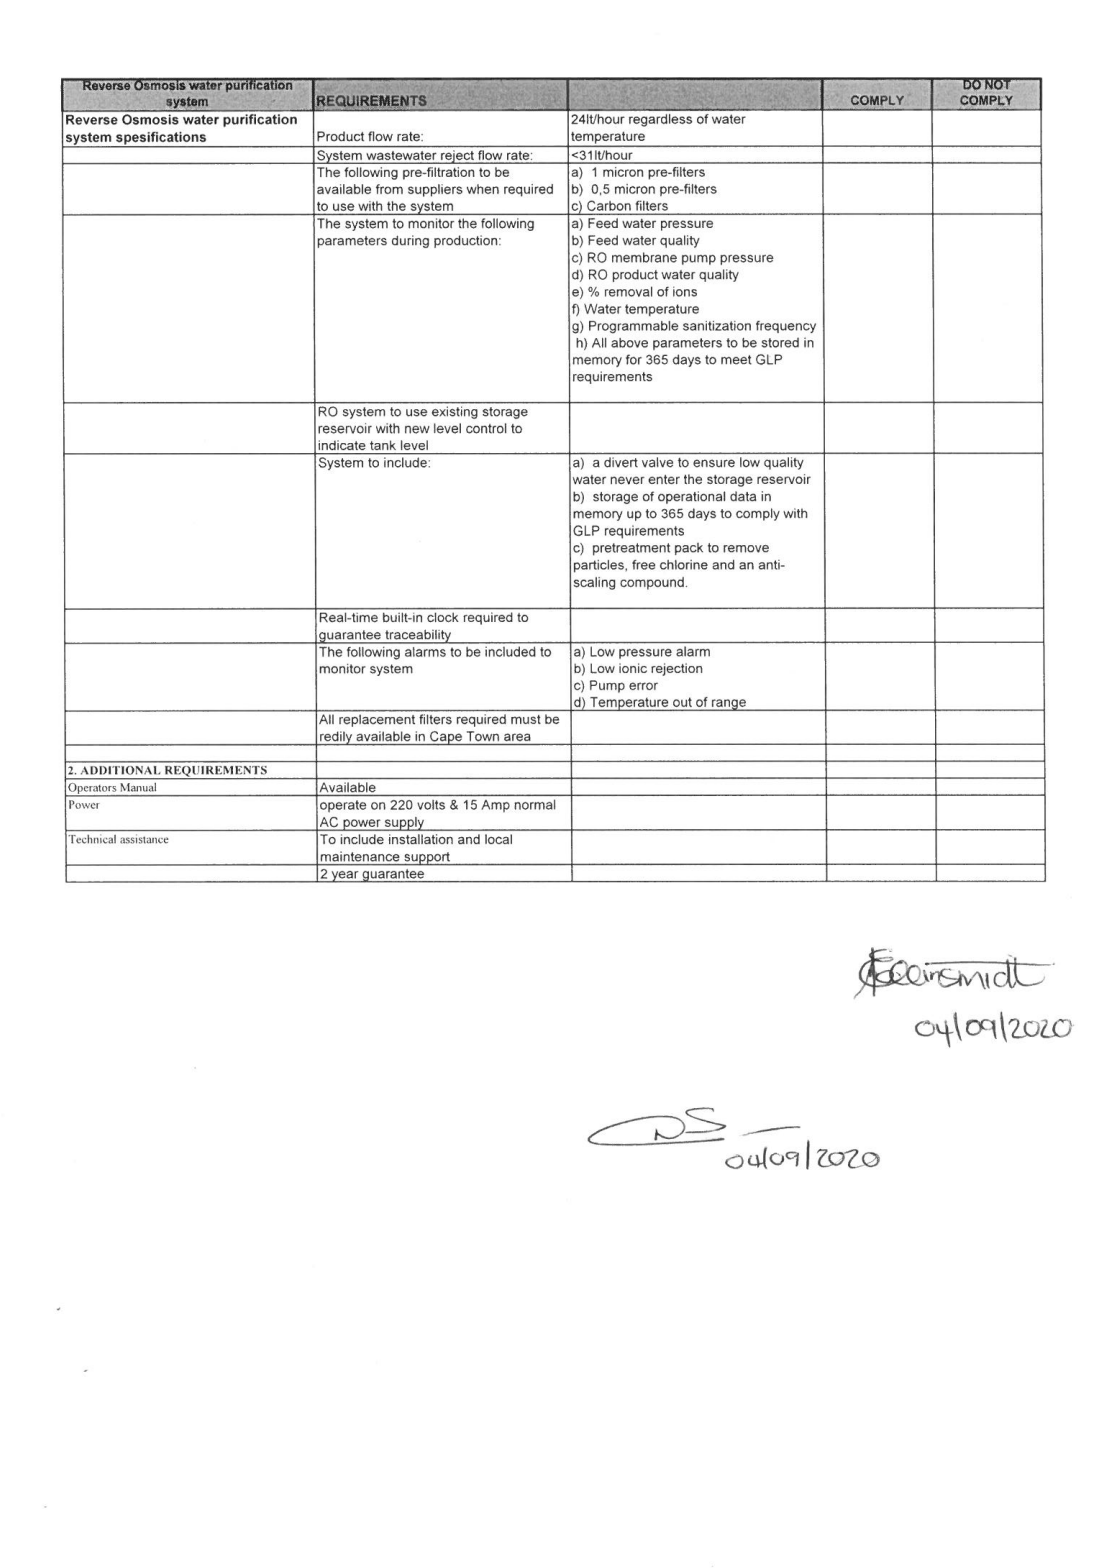 Reverse Osmosis water purification
system
REQUIREMENTS
COMPLY
DO NOT
COMPLY
Reverse Osmosis water purification
system spesifications
Product flow rate:
24lt/hour regardless of water
temperature
System wastewater reject flow rate:
<31lt/hour
The following pre-filtration to be
available from suppliers when required
to use with the system
a) 1 micron pre-filters
b) 0,5 micron pre-filters
c) Carbon filters
The system to monitor the following
parameters during production:
a) Feed water pressure
b) Feed water quality
c) RO membrane pump pressure
d) RO product water quality
e) % removal of ions
f) Water temperature
g) Programmable sanitization frequency
h) All above parameters to be stored in
memory for 365 days to meet GLP
requirements
RO system to use existing storage
reservoir with new level control to
indicate tank level
System to include:
a) a divert valve to ensure low quality
water never enter the storage reservoir
b) storage of operational data in
memory up to 365 days to comply with
GLP requirements
c) pretreatment pack to remove
particles, free chlorine and an anti-
scaling compound.
Real-time built-in clock required to
guarantee traceability
The following alarms to be included to
monitor system
a) Low pressure alarm
b) Low ionic rejection
c) Pump error
d) Temperature out of range
All replacement filters required must be
redily available in Cape Town area
2. ADDITIONAL REQUIREMENTS
Operators Manual
Available
Power
operate on 220 volts & 15 Amp normal
AC power supply
Technical assistance
To include installation and local
maintenance support
2 year guarantee
04/09/2020
04/09/2020